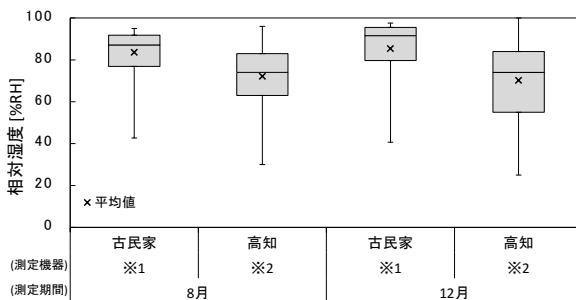 100
80
60
40
20
0
相対湿度 [%RH]
×平均値
古民家 高知 古民家 高知
(測定機器) ※1 ※2 ※1 ※2
(測定期間) 8月 12月